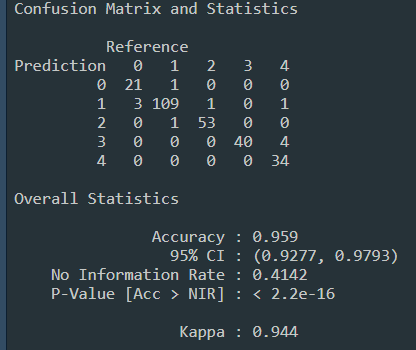 Confusion Matrix and Statistics
Reference
Prediction 0 1 2 3 4
0 21 1 0 0 0
1 3 109 1 0 1
2 0 1 53 0 0
3 0 0 0 40 4
4 0 0 0 0 34
Overall Statistics
Accuracy : 0.959
95% CI : (0.9277, 0.9793)
No Information Rate : 0.4142
P-Value [Acc > NIR] : < 2.2e-16
Kappa : 0.944